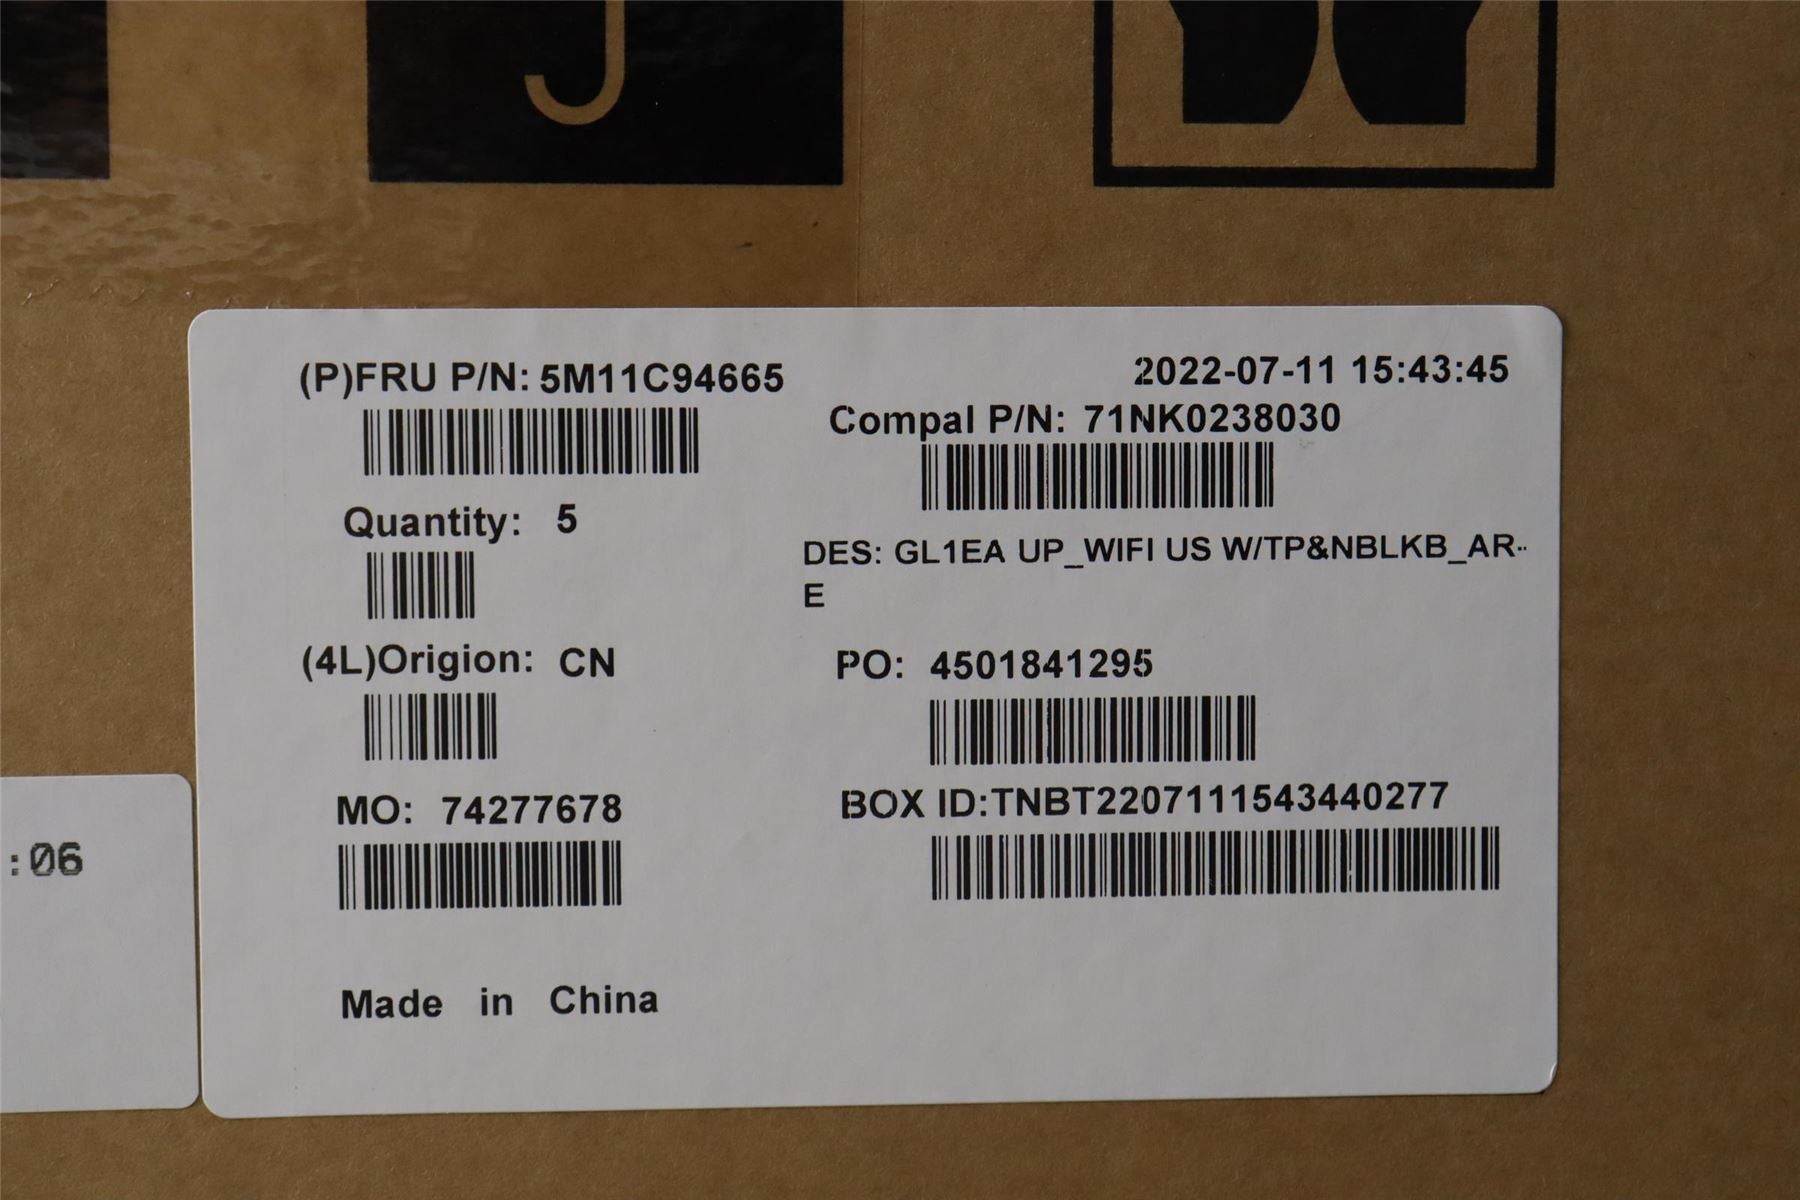 (P)FRU P/N: 5M11C94665
2022-07-11 15:43:45
Compal P/N: 71NK0238030
Quantity: 5
DES: GL1EA UP_WIFI US W/TP&NBLKB_AR-
E
(4L)Origion: CN
PO: 4501841295
MO: 74277678
BOX ID:TNBT2207111543440277
:06
Made in China